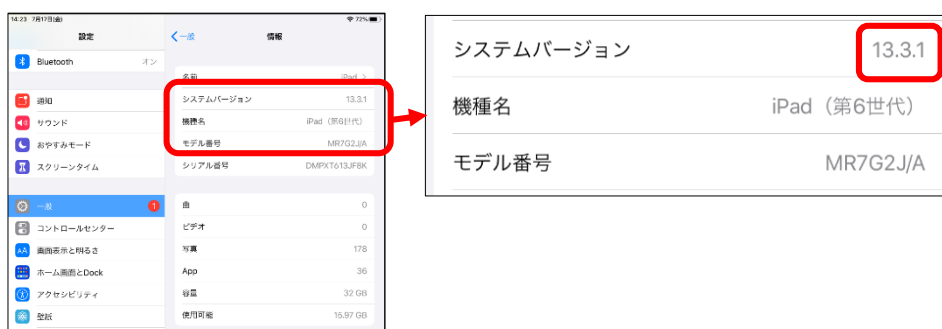 14:23 7月17日(金)
72%
設定
Bluetooth オン
通知
サウンド
おやすみモード
スクリーンタイム
一般 1
コントロールセンター
AA 画面表示と明るさ
ホーム画面とDock
アクセシビリティ
壁紙
一般 情報
名前 iPad
システムバージョン 13.3.1
機種名 iPad（第6世代）
モデル番号 MR7G2J/A
シリアル番号 DMPXT613JF8K
曲 0
ビデオ 0
写真 178
App 36
容量 32 GB
使用可能 15.97 GB
システムバージョン 13.3.1
機種名 iPad（第6世代）
モデル番号 MR7G2J/A